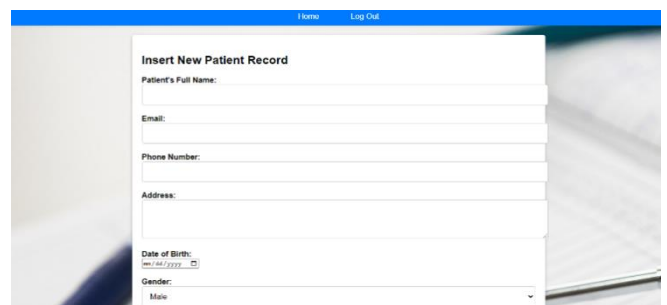 Home Log Out
Insert New Patient Record
Patient's Full Name:
Email:
Phone Number:
Address:
Date of Birth:
mm/dd/yyyy
Gender:
Male